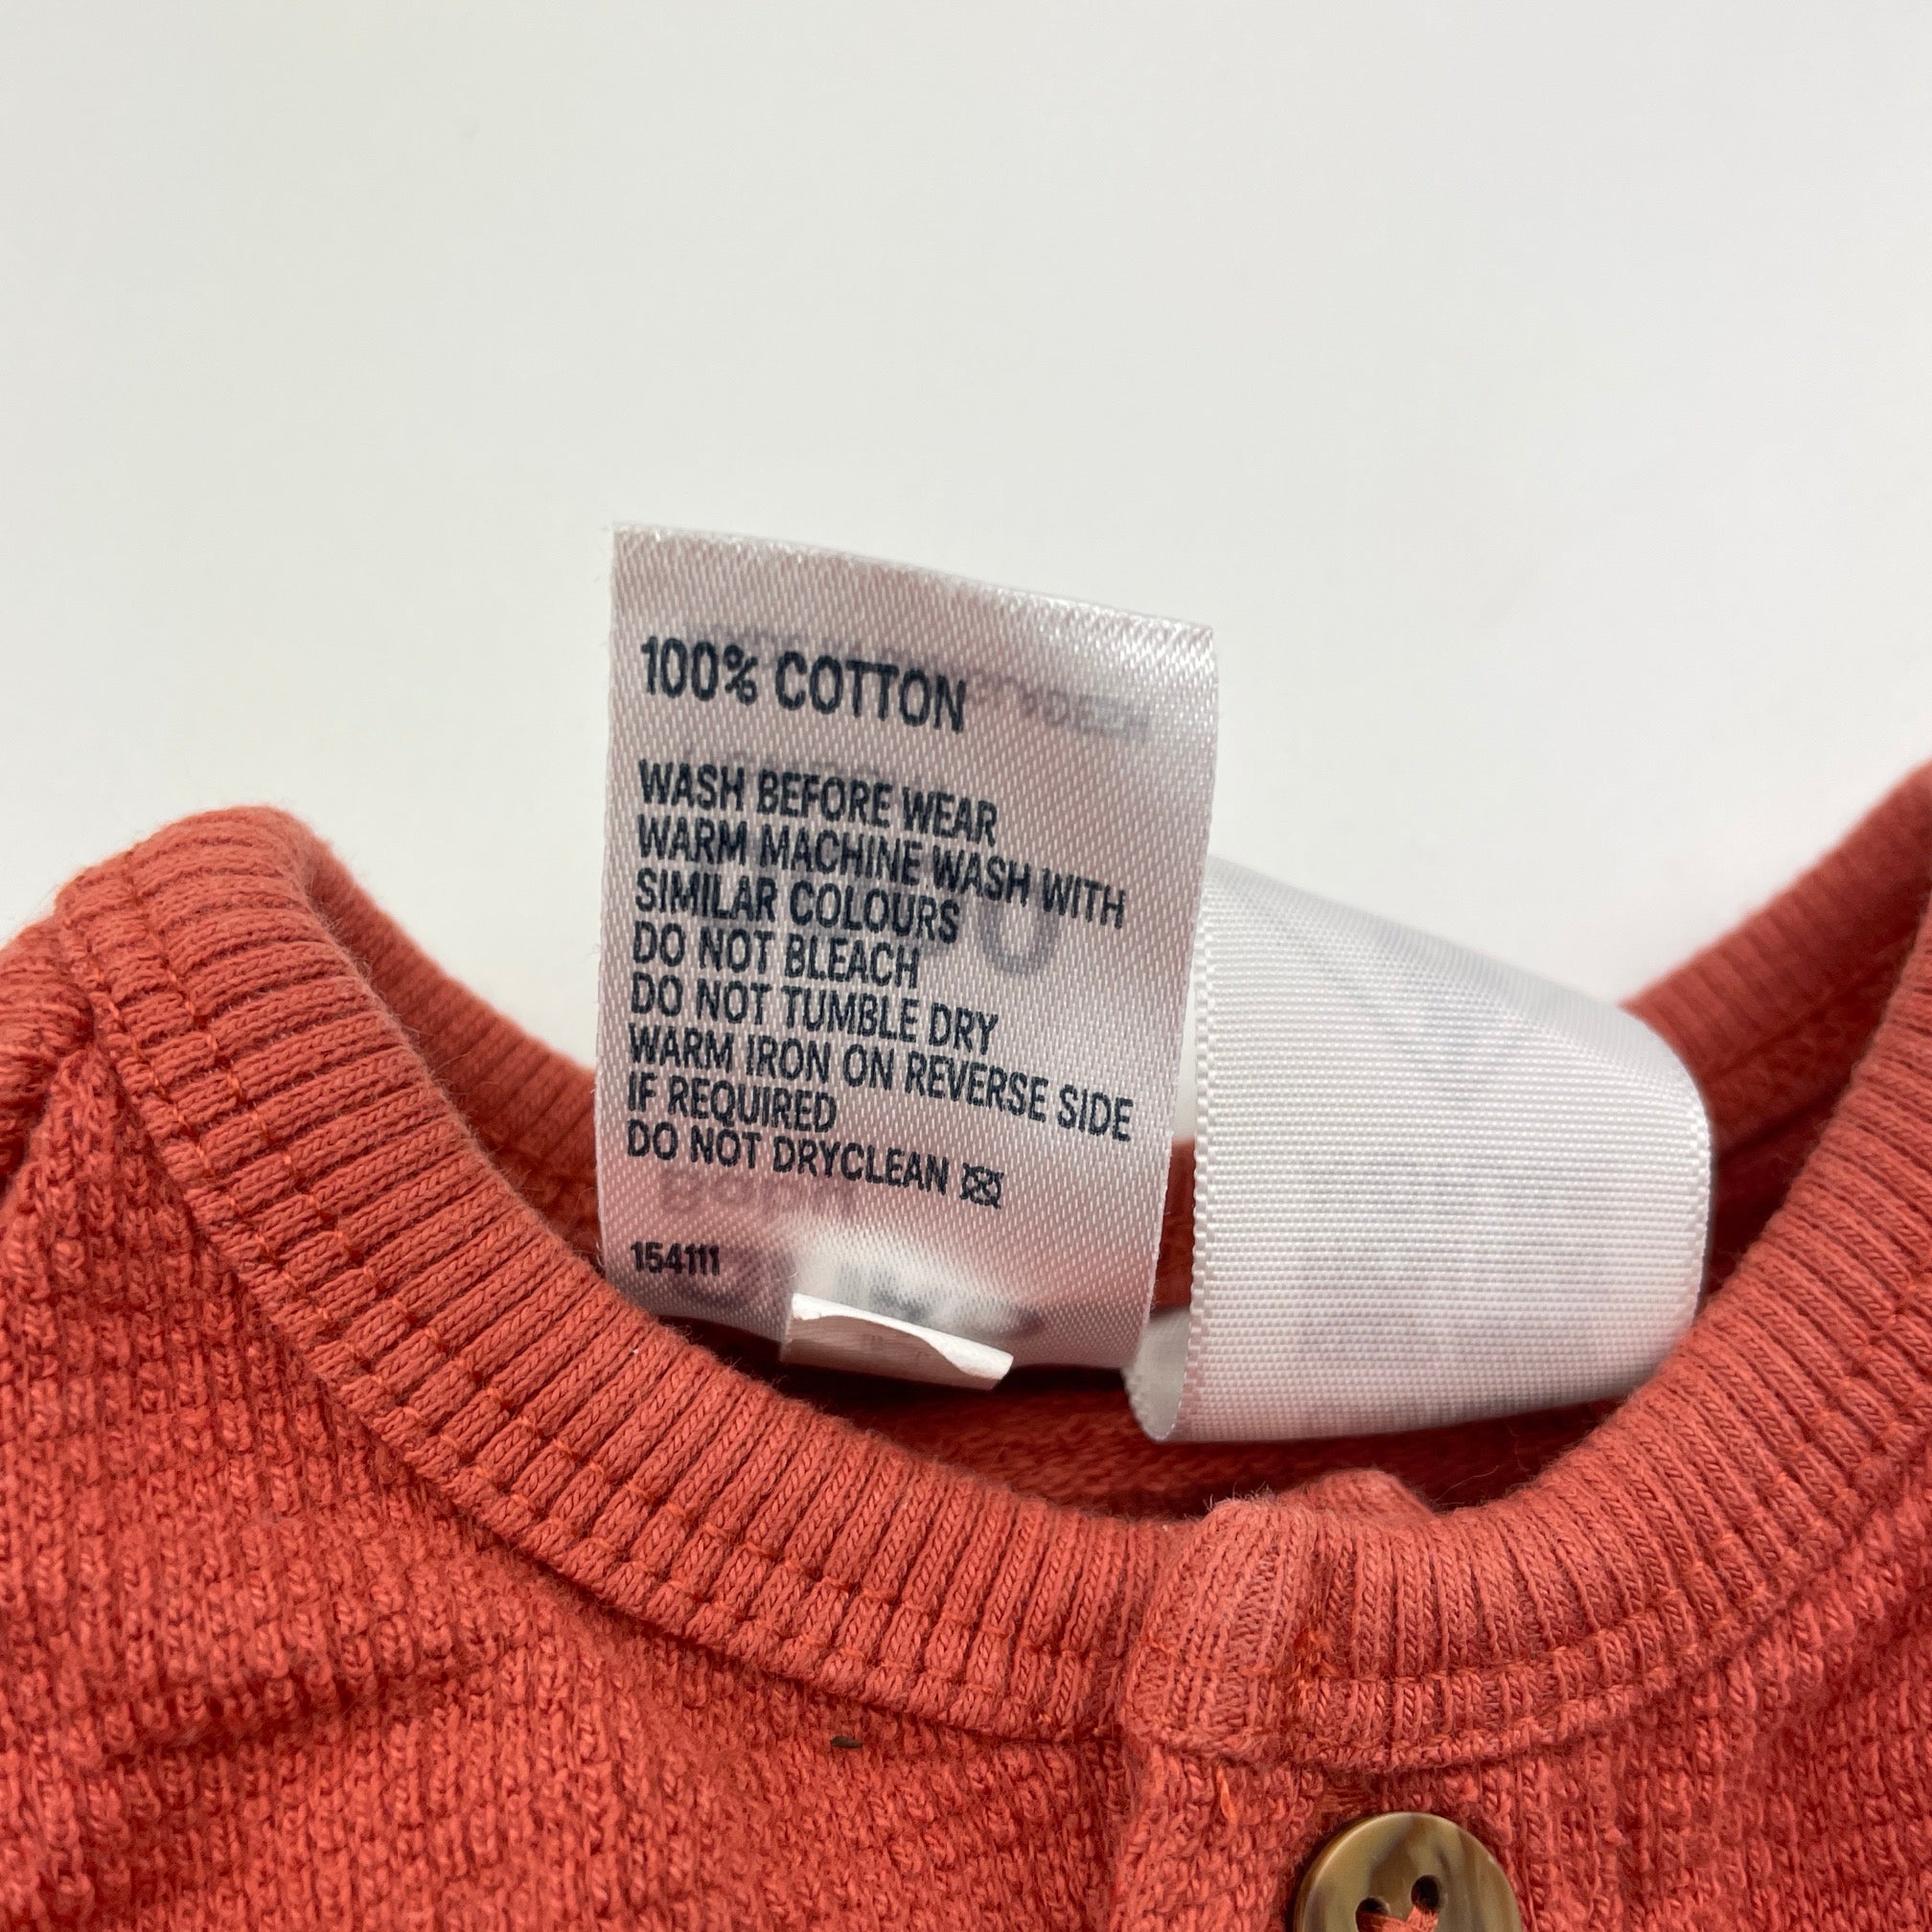 100% COTTON
WASH BEFORE WEAR
WARM MACHINE WASH WITH
SIMILAR COLOURS
DO NOT BLEACH
DO NOT TUMBLE DRY
WARM IRON ON REVERSE SIDE
IF REQUIRED
DO NOT DRYCLEAN
154111